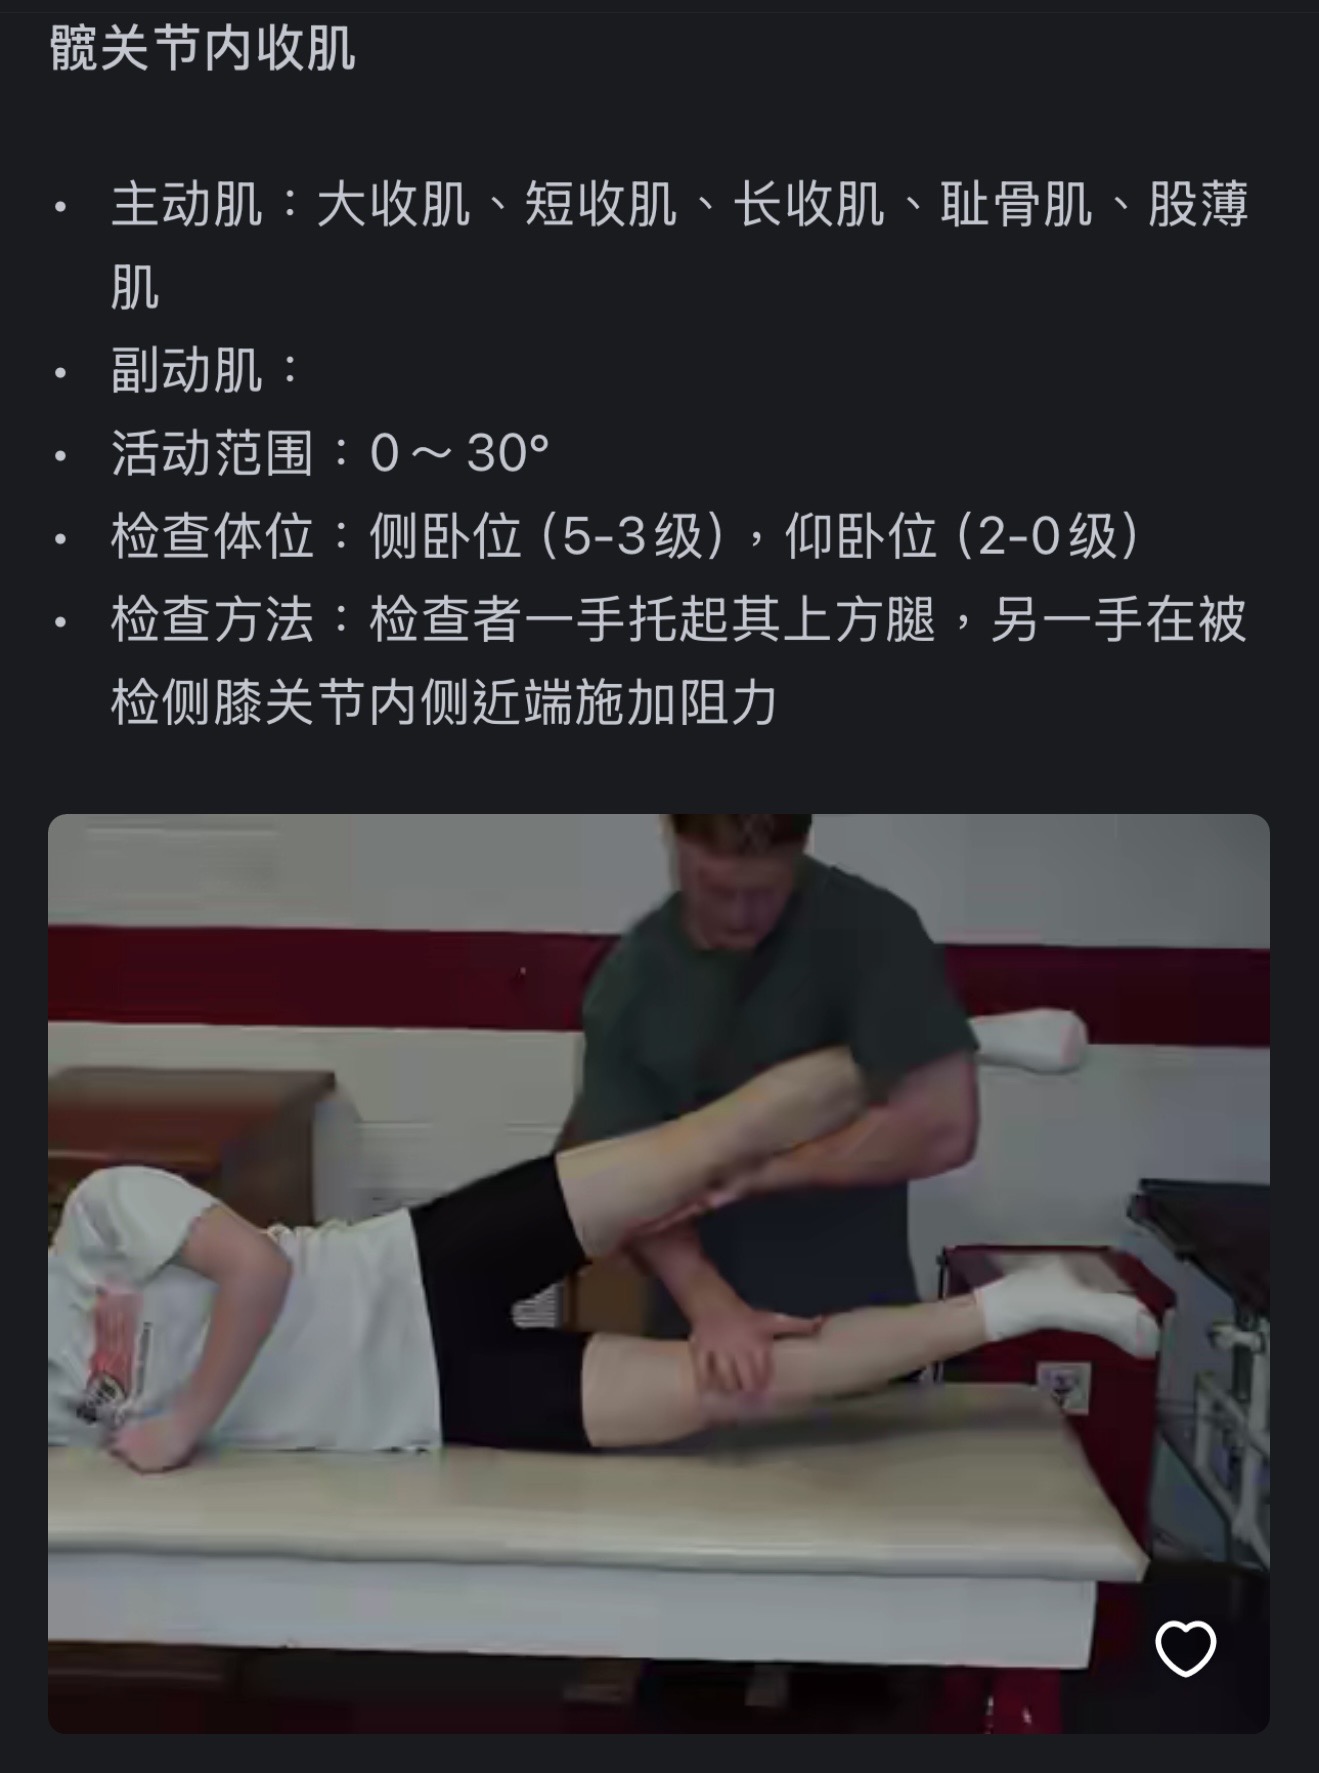 髋关节内收肌
• 主动肌：大收肌、短收肌、长收肌、耻骨肌、股薄
肌
• 副动肌：
• 活动范围：0～30°
• 检查体位：侧卧位（5-3级），仰卧位（2-0级）
• 检查方法：检查者一手托起其上方腿，另一手在被
检侧膝关节内侧近端施加阻力